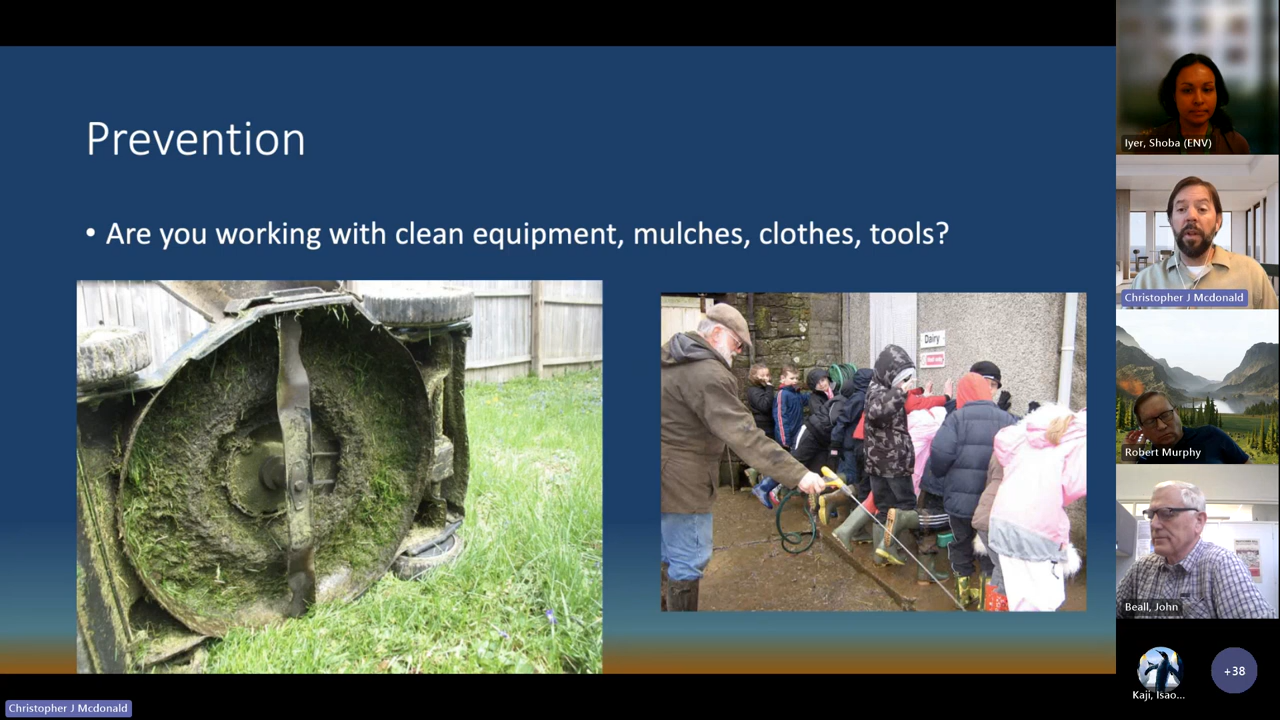 Prevention
• Are you working with clean equipment, mulches, clothes, tools?
Dairy
Iyer, Shoba (ENV)
Christopher J Mcdonald
Robert Murphy
Beall, John
Kaji, Isao...
+38
Christopher J Mcdonald